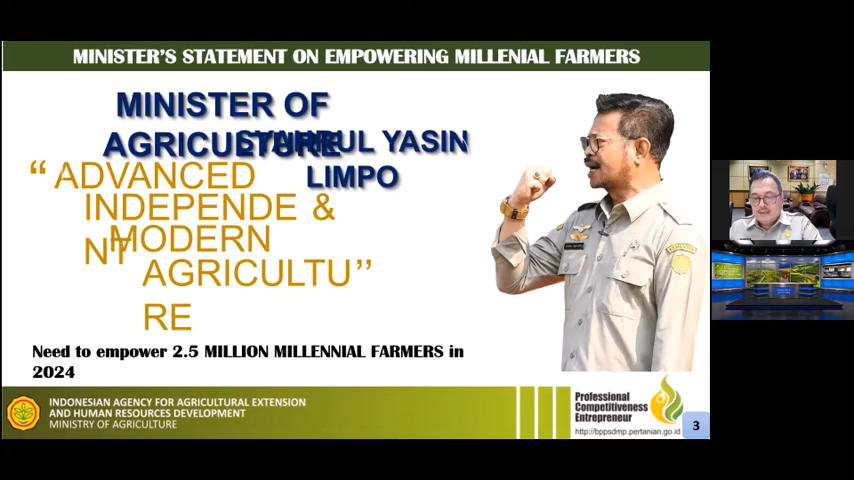 MINISTER'S STATEMENT ON EMPOWERING MILLENIAL FARMERS
MINISTER OF
AGRICULTURE
SYAHRUL YASIN
LIMPO
“ ADVANCED
INDEPENDE &
NT
MODERN
AGRICULTU ’’
RE
Need to empower 2.5 MILLION MILLENNIAL FARMERS in
2024
INDONESIAN AGENCY FOR AGRICULTURAL EXTENSION
AND HUMAN RESOURCES DEVELOPMENT
MINISTRY OF AGRICULTURE
Professional
Competitiveness
Entrepreneur
http://bppsdmp.pertanian.go.id
3